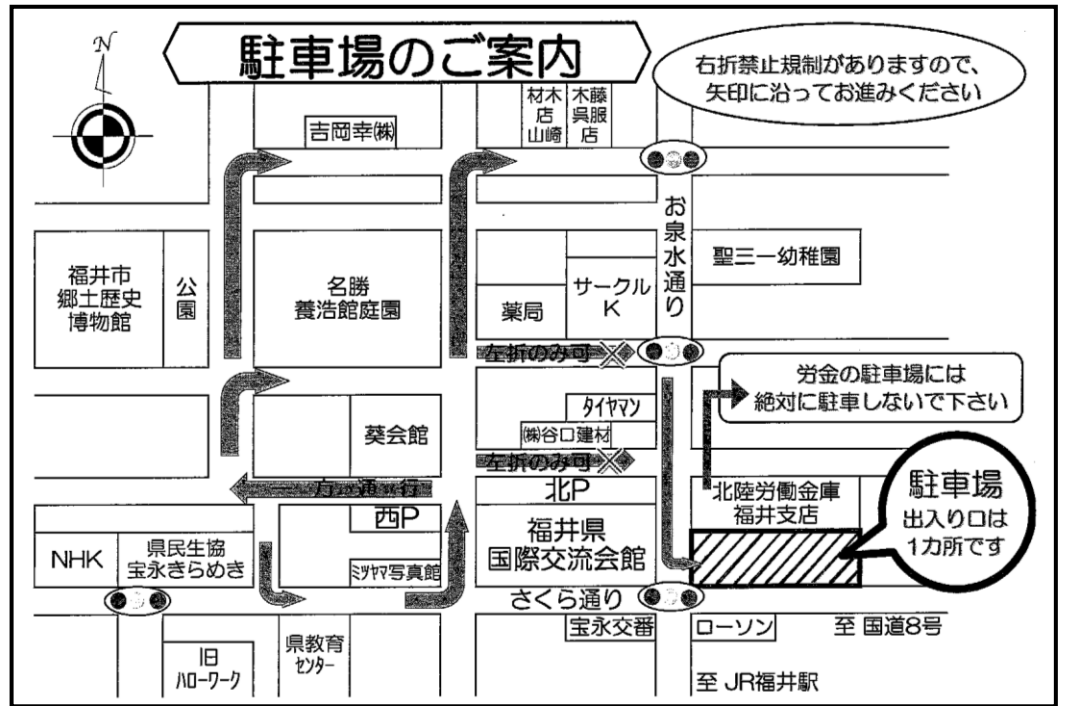 N
駐車場のご案内
右折禁止規制がありますので、
矢印に沿ってお進みください
吉岡幸㈱
材木
店
山崎
木藤
呉服
店
お泉水通り
福井市
郷土歴史
博物館
公園
名勝
養浩館庭園
薬局
サークル
K
聖三一幼稚園
左折のみ可
労金の駐車場には
絶対に駐車しないで下さい
タイヤマン
㈱谷口建材
葵会館
左折のみ可
一方通行
北P
西P
北陸労働金庫
福井支店
駐車場
出入り口は
1カ所です
NHK
県民生協
宝永きらめき
ミツヤマ写真館
福井県
国際交流会館
さくら通り
宝永交番
ローソン
至 国道8号
旧
ハローワーク
県教育
センター
至 JR福井駅